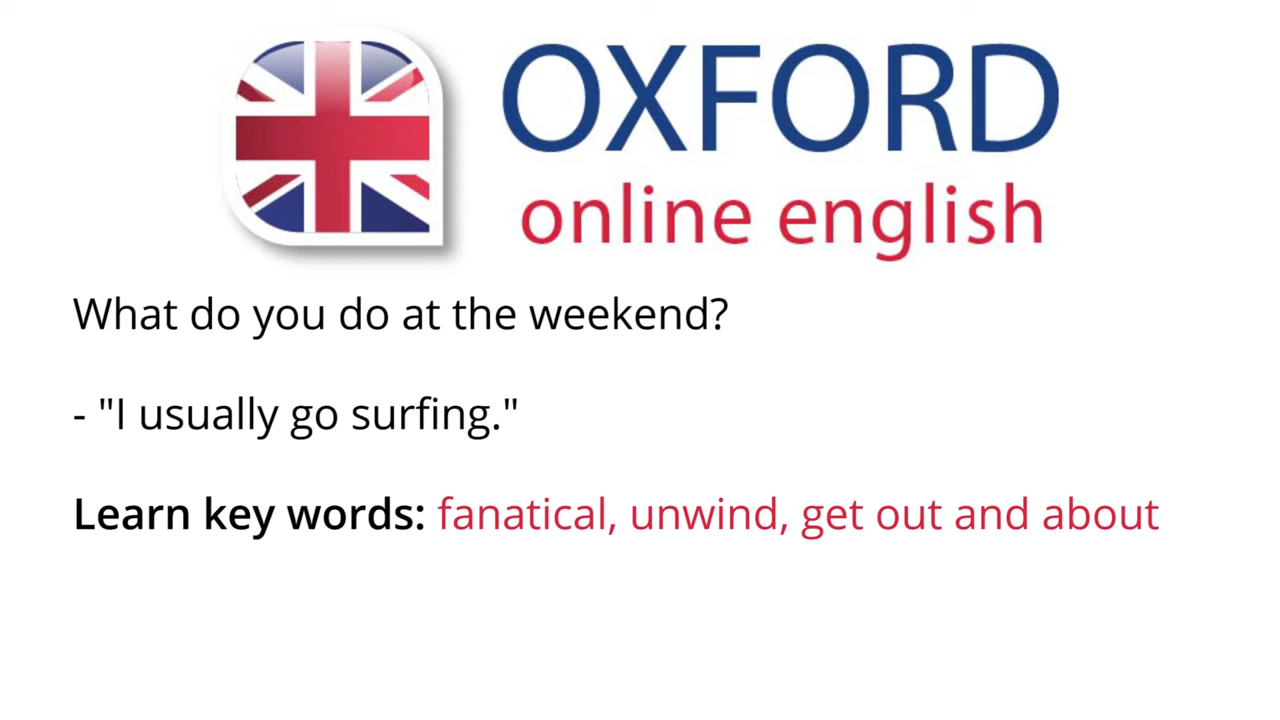 OXFORD
online english
What do you do at the weekend?
- "I usually go surfing."
Learn key words: fanatical, unwind, get out and about